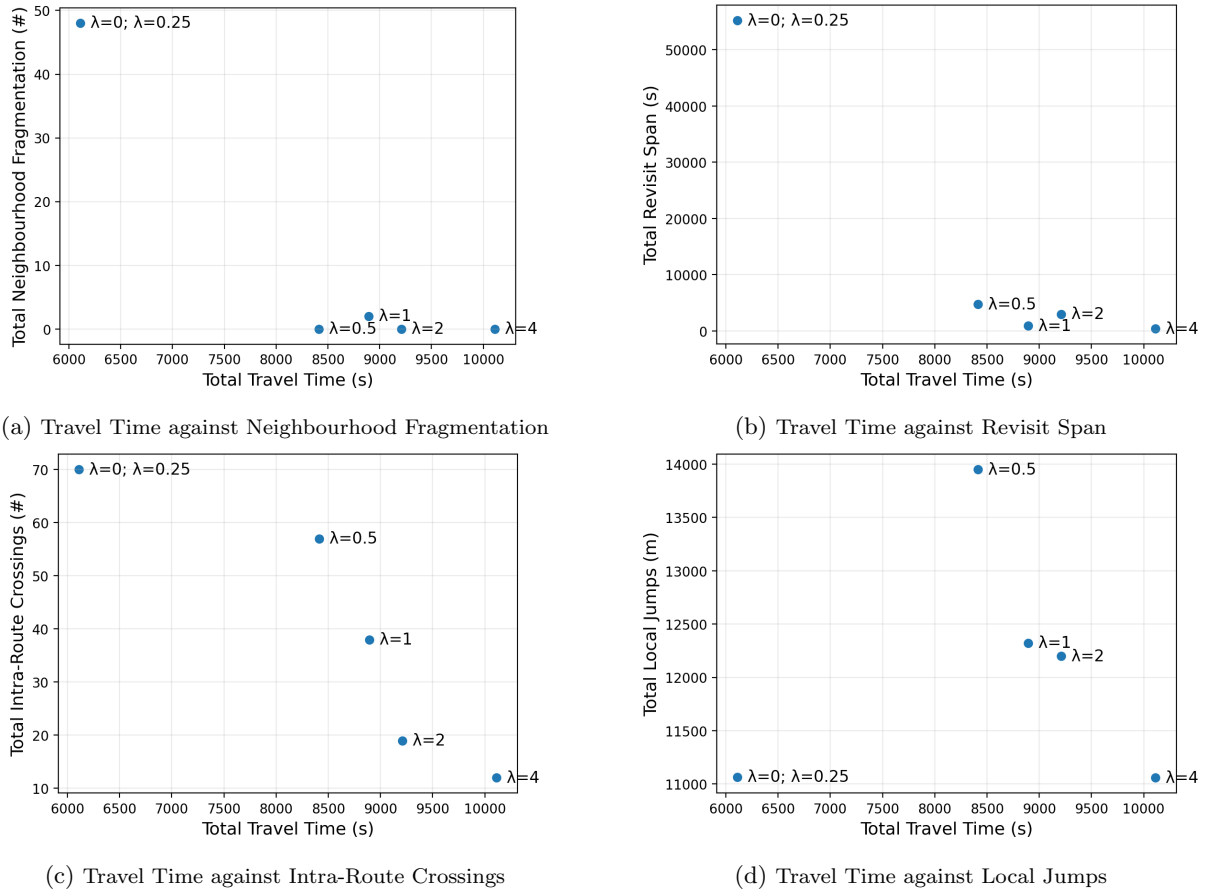 50
40
30
20
10
0
Total Neighbourhood Fragmentation (#)
λ=0; λ=0.25
λ=0.5
λ=1
λ=2
λ=4
6000 6500 7000 7500 8000 8500 9000 9500 10000
Total Travel Time (s)
(a) Travel Time against Neighbourhood Fragmentation
50000
40000
30000
20000
10000
0
Total Revisit Span (s)
λ=0; λ=0.25
λ=0.5
λ=1
λ=2
λ=4
6000 6500 7000 7500 8000 8500 9000 9500 10000
Total Travel Time (s)
(b) Travel Time against Revisit Span
70
60
50
40
30
20
10
Total Intra-Route Crossings (#)
λ=0; λ=0.25
λ=0.5
λ=1
λ=2
λ=4
6000 6500 7000 7500 8000 8500 9000 9500 10000
Total Travel Time (s)
(c) Travel Time against Intra-Route Crossings
14000
13500
13000
12500
12000
11500
11000
Total Local Jumps (m)
λ=0.5
λ=1
λ=2
λ=0; λ=0.25
λ=4
6000 6500 7000 7500 8000 8500 9000 9500 10000
Total Travel Time (s)
(d) Travel Time against Local Jumps